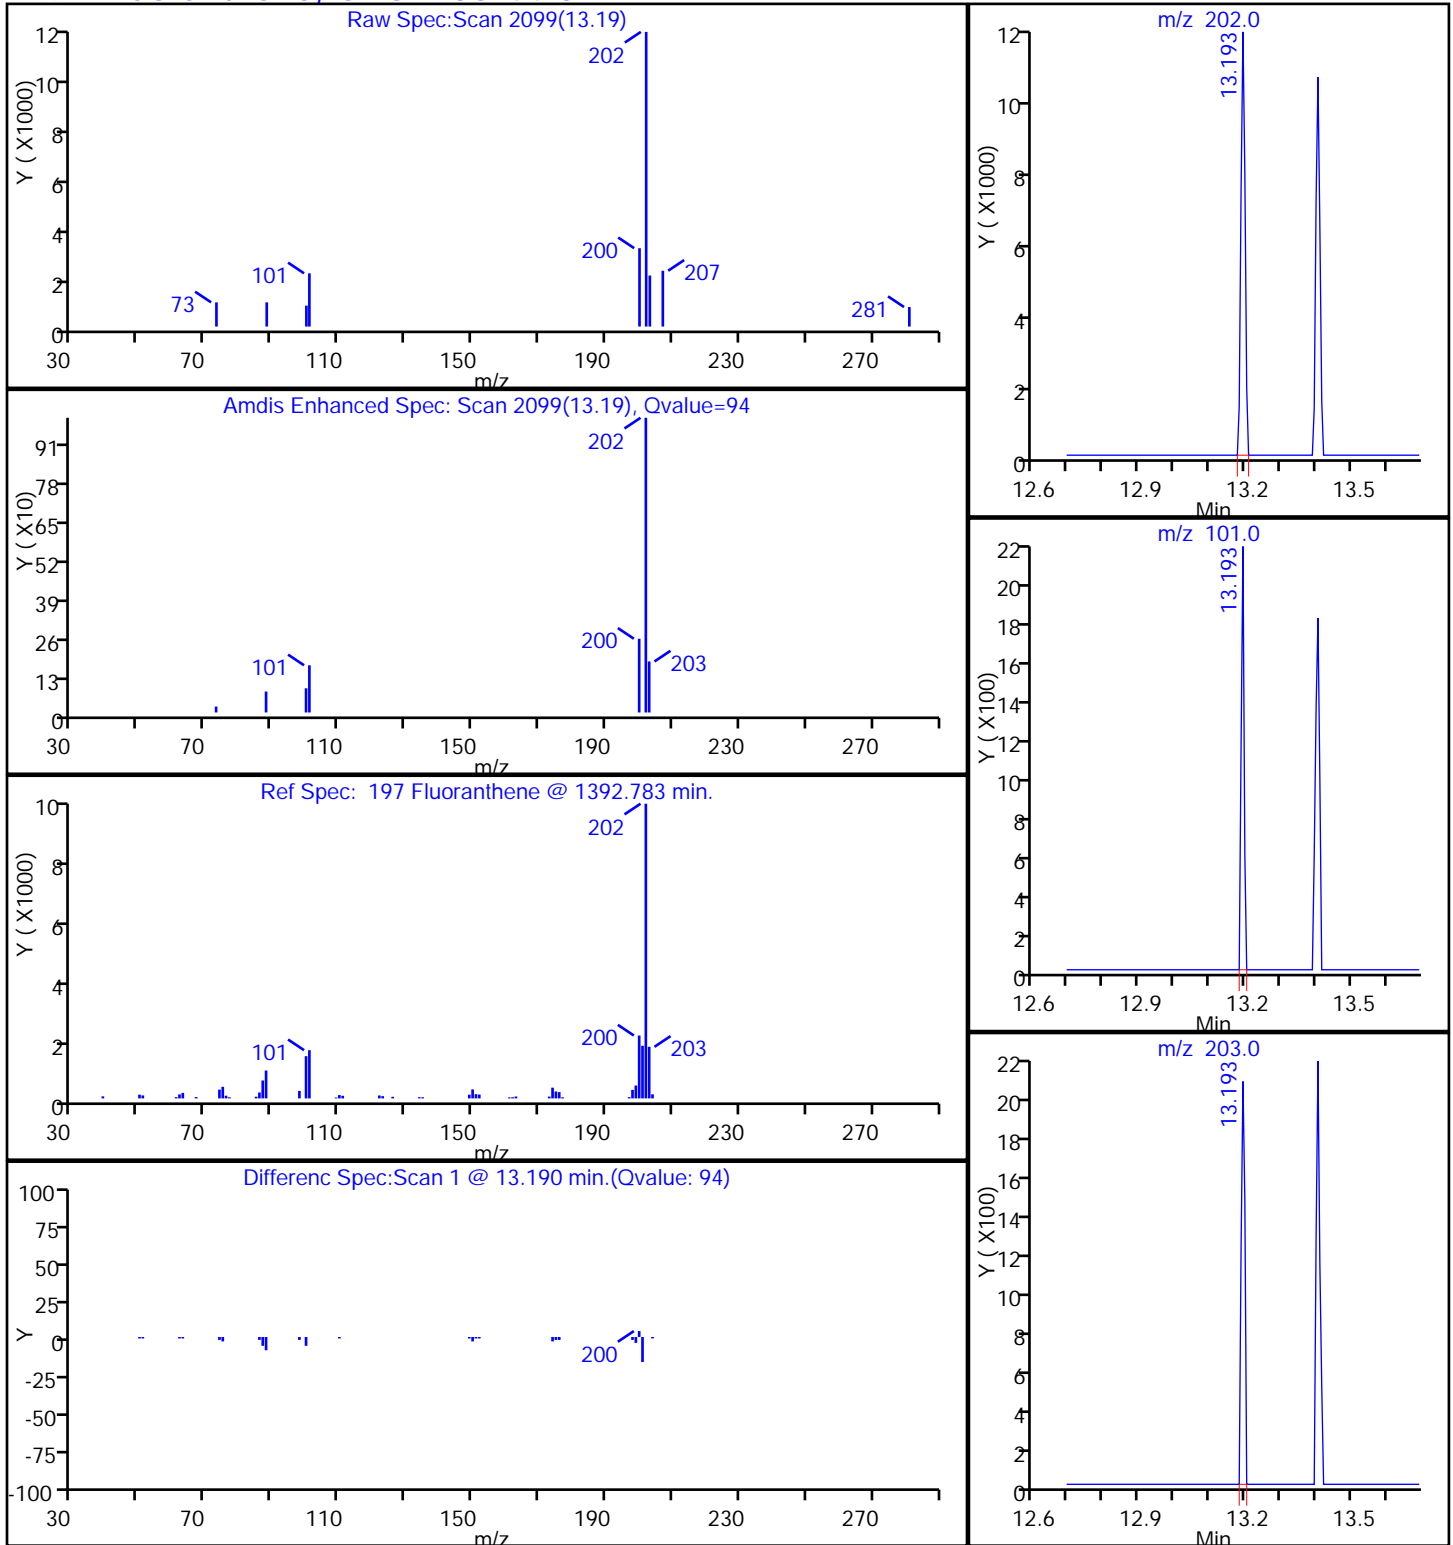 Raw Spec:Scan 2099(13.19)
12
10
8
6
4
2
0
Y ( X1000)
202
200
207
101
73
281
30 70 110 150 190 230 270
m/z
Amdis Enhanced Spec: Scan 2099(13.19), Qvalue=94
91
78
65
52
39
26
13
0
Y ( X10)
202
200
203
101
30 70 110 150 190 230 270
m/z
Ref Spec: 197 Fluoranthene @ 1392.783 min.
10
8
6
4
2
0
Y ( X1000)
202
200
203
101
30 70 110 150 190 230 270
m/z
Differenc Spec:Scan 1 @ 13.190 min.(Qvalue: 94)
100
75
50
25
0
-25
-50
-75
-100
Y
200
30 70 110 150 190 230 270
m/z
m/z 202.0
12
10
8
6
4
2
0
Y ( X1000)
13.193
12.6 12.9 13.2 13.5
Min
m/z 101.0
22
20
18
16
14
12
10
8
6
4
2
0
Y ( X100)
13.193
12.6 12.9 13.2 13.5
Min
m/z 203.0
22
20
18
16
14
12
10
8
6
4
2
0
Y ( X100)
13.193
12.6 12.9 13.2 13.5
Min